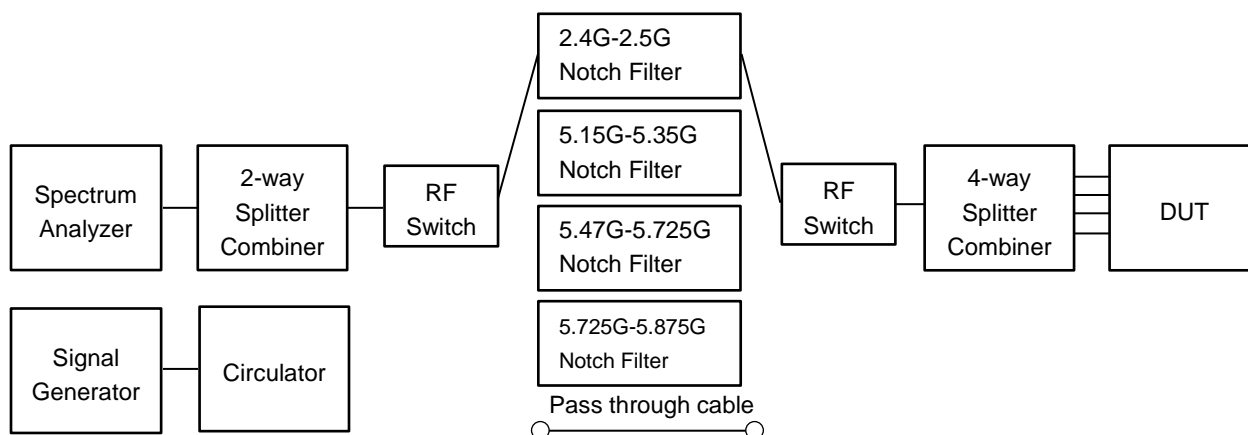 2.4G-2.5G
Notch Filter
5.15G-5.35G
Notch Filter
5.47G-5.725G
Notch Filter
5.725G-5.875G
Notch Filter
Pass through cable
Spectrum
Analyzer
2-way
Splitter
Combiner
RF
Switch
RF
Switch
4-way
Splitter
Combiner
DUT
Signal
Generator
Circulator